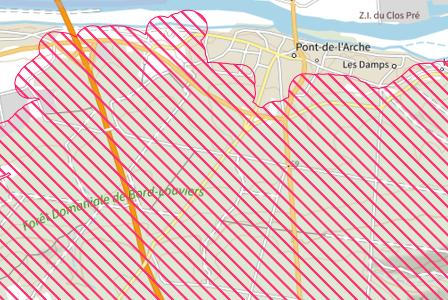 Z.I. du Clos Pré
Pont-de-l'Arche
Les Damps
Forêt Domaniale de Bord-Louviers